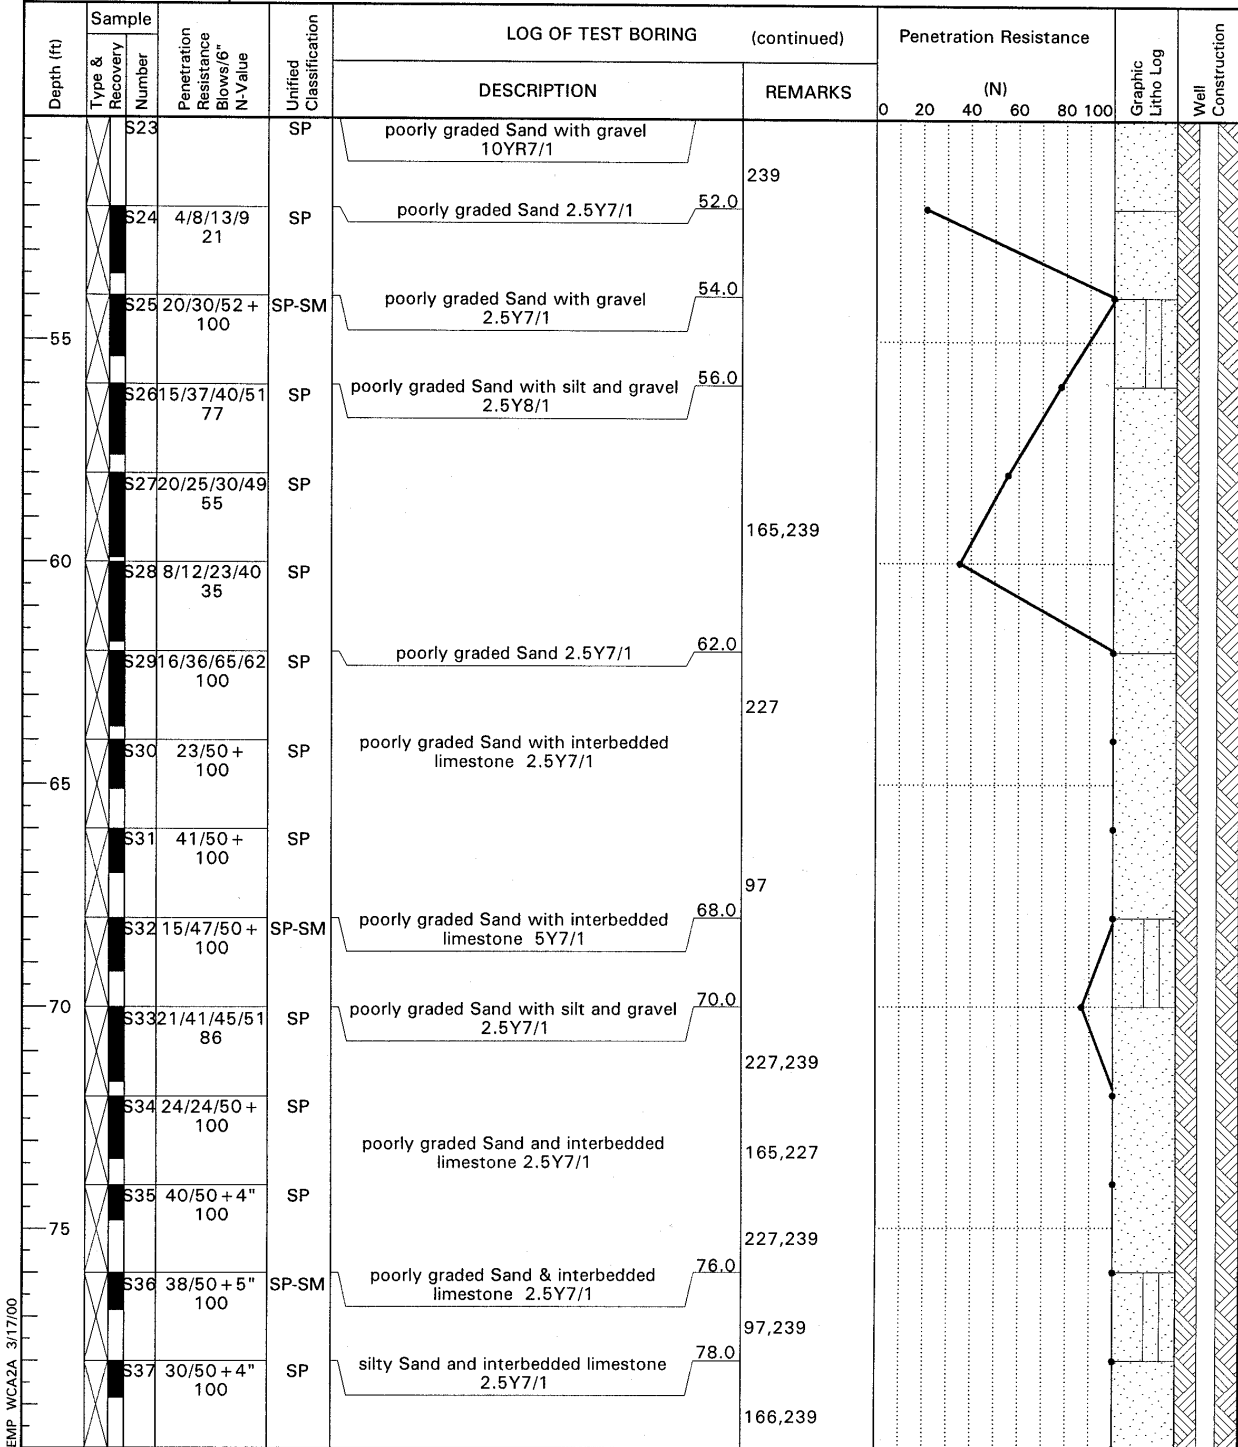 Depth (ft)
Sample
Type & Recovery
Number
Penetration Resistance Blows/6" N-Value
Unified Classification
LOG OF TEST BORING (continued)
DESCRIPTION
REMARKS
Penetration Resistance
(N)
0 20 40 60 80 100
Graphic Litho Log
Well Construction
S23 SP poorly graded Sand with gravel
10YR7/1
239
52.0
S24 4/8/13/9 SP poorly graded Sand 2.5Y7/1
21
54.0
S25 20/30/52+ SP-SM poorly graded Sand with gravel
100 2.5Y7/1
55
56.0
S26 15/37/40/51 SP poorly graded Sand with silt and gravel
77 2.5Y8/1
S27 20/25/30/49 SP
55
165,239
60
S28 8/12/23/40 SP
35
62.0
S29 16/36/65/62 SP poorly graded Sand 2.5Y7/1
100
227
S30 23/50+ SP poorly graded Sand with interbedded
100 limestone 2.5Y7/1
65
S31 41/50+ SP
100
97
68.0
S32 15/47/50+ SP-SM poorly graded Sand with interbedded
100 limestone 5Y7/1
70
70.0
S33 21/41/45/51 SP poorly graded Sand with silt and gravel
86 2.5Y7/1
227,239
S34 24/24/50+ SP
100
poorly graded Sand and interbedded
limestone 2.5Y7/1
165,227
S35 40/50+4" SP
100
75
227,239
76.0
S36 38/50+5" SP-SM poorly graded Sand & interbedded
100 limestone 2.5Y7/1
97,239
78.0
S37 30/50+4" SP silty Sand and interbedded limestone
100 2.5Y7/1
166,239
EMP WCA2A 3/17/00